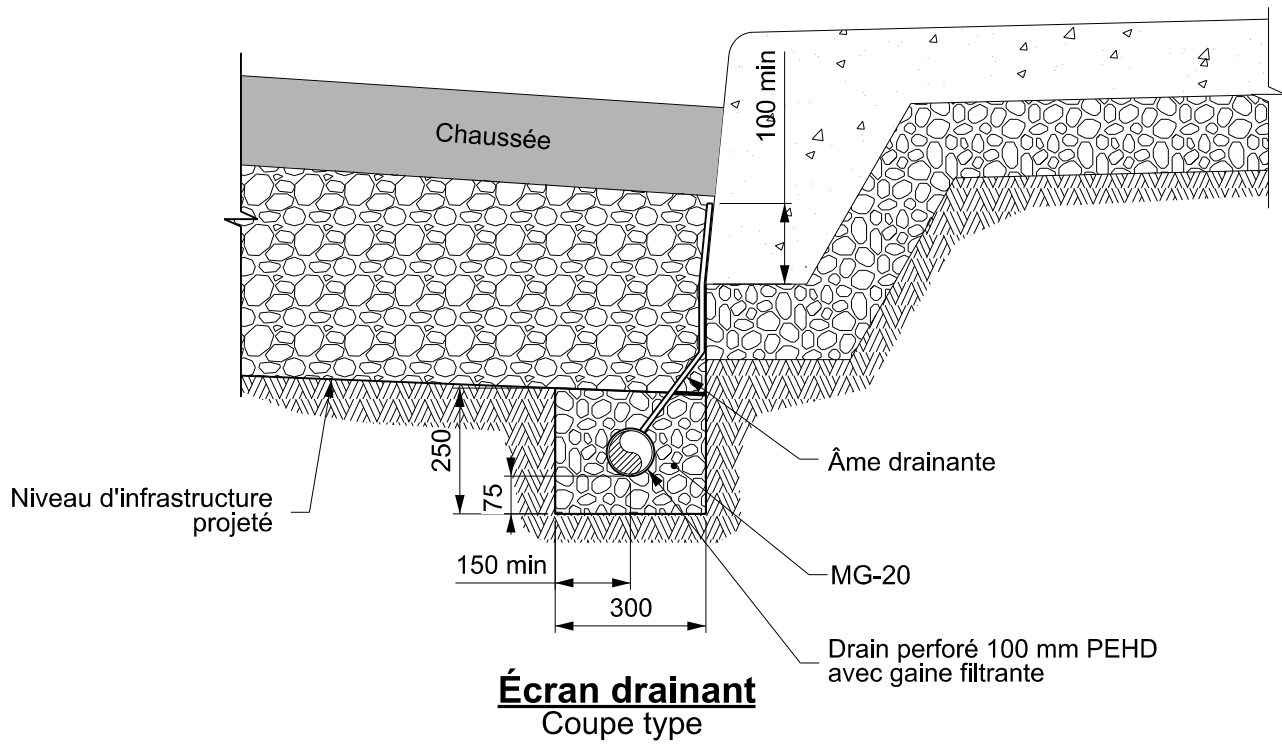 100 min
Chaussée
250
75
Âme drainante
Niveau d'infrastructure
projeté
150 min
300
MG-20
Drain perforé 100 mm PEHD
avec gaine filtrante
Écran drainant
Coupe type